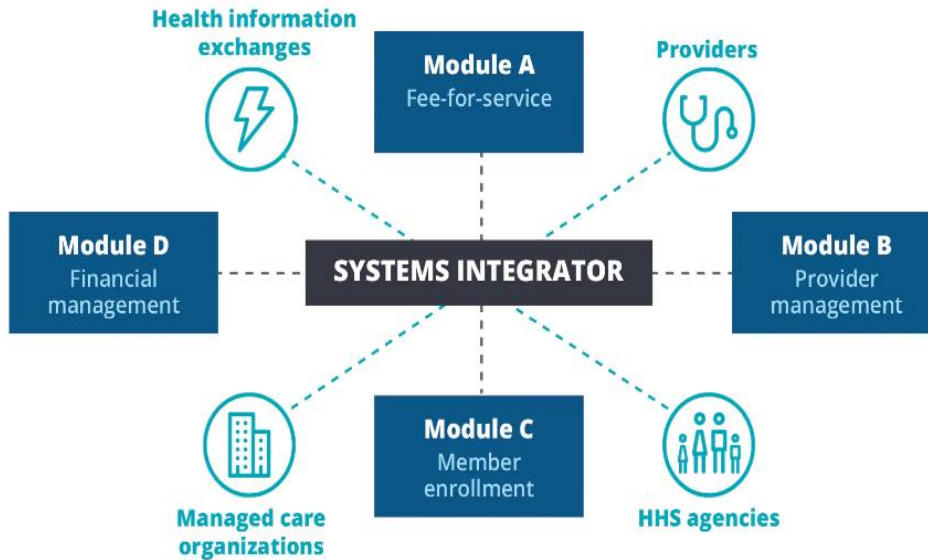 Health information
exchanges
Module A
Fee-for-service
Providers
Module D
Financial
management
SYSTEMS INTEGRATOR
Module B
Provider
management
Managed care
organizations
Module C
Member
enrollment
HHS agencies